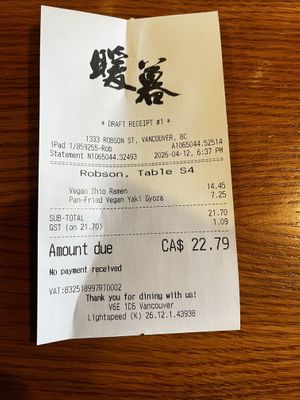 暖暮
* DRAFT RECEIPT #1 *
1333 ROBSON ST, VANCOUVER, BC
iPad 1/859255-Rob A1065044.52514
Statement N1065044.32493 2026-04-12, 6:37 PM
Robson, Table S4
Vegan Shio Ramen 14.45
Pan-Fried Vegan Yaki Gyoza 7.25
SUB-TOTAL 21.70
GST (on 21.70) 1.09
Amount due CA$ 22.79
No payment received
VAT:832518997RT0002
Thank you for dining with us!
V6E 1C5 Vancouver
Lightspeed (K) 26.12.1.43938